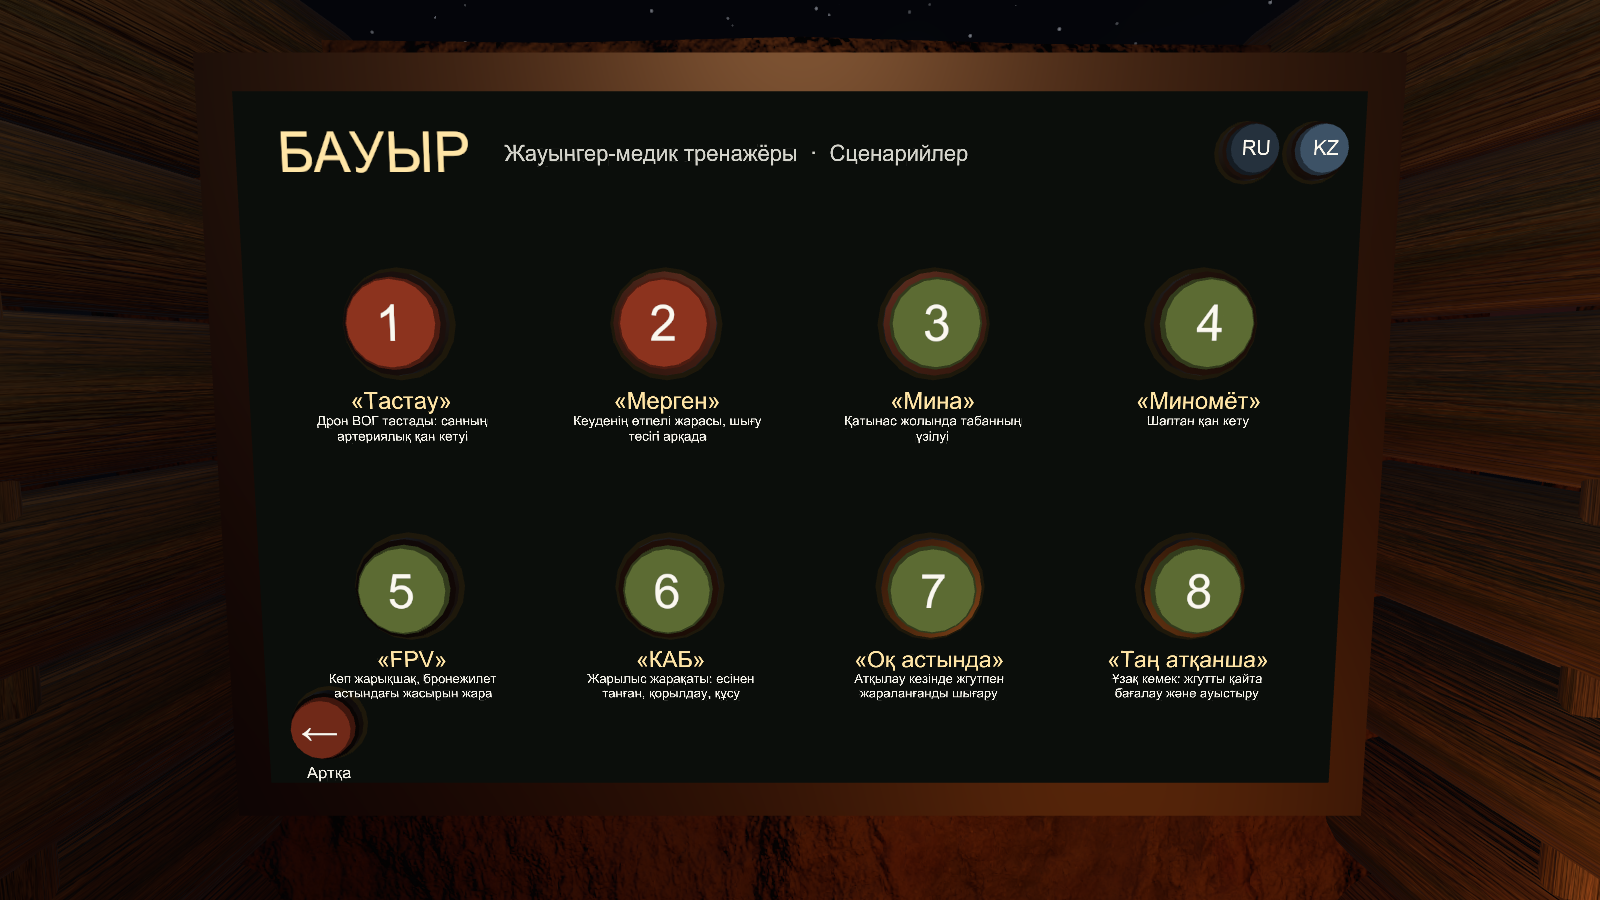 БАУЫР
Жауынгер-медик тренажёры · Сценарийлер
RU
KZ
1
2
3
4
«Тастау»
Дрон ВОГ тастады: санның
артериялық қан кетуі
«Мерген»
Кеуденің өтпелі жарасы, шығу
тесігі арқада
«Мина»
Қатынас жолында табанның
үзілуі
«Миномёт»
Шаптан қан кету
5
6
7
8
«FPV»
Көп жарықшақ, бронежилет
астындағы жасырын жара
«КАБ»
Жарылыс жарақаты: есінен
танған, қорылдау, құсу
«Оқ астында»
Атқылау кезінде жгутпен
жараланғанды шығару
«Таң атқанша»
Ұзақ көмек: жгутты қайта
бағалау және ауыстыру
←
Артқа